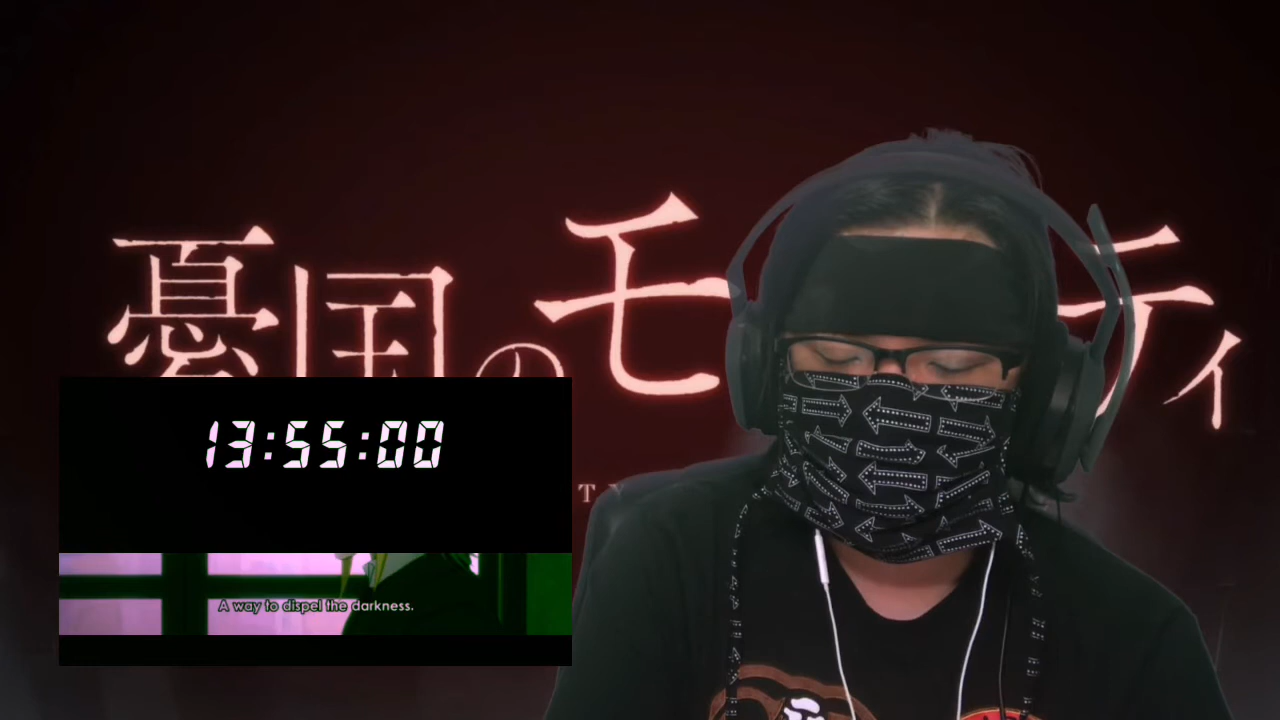 憂国のモ ティ
T Y
13:55:00
A way to dispel the darkness.